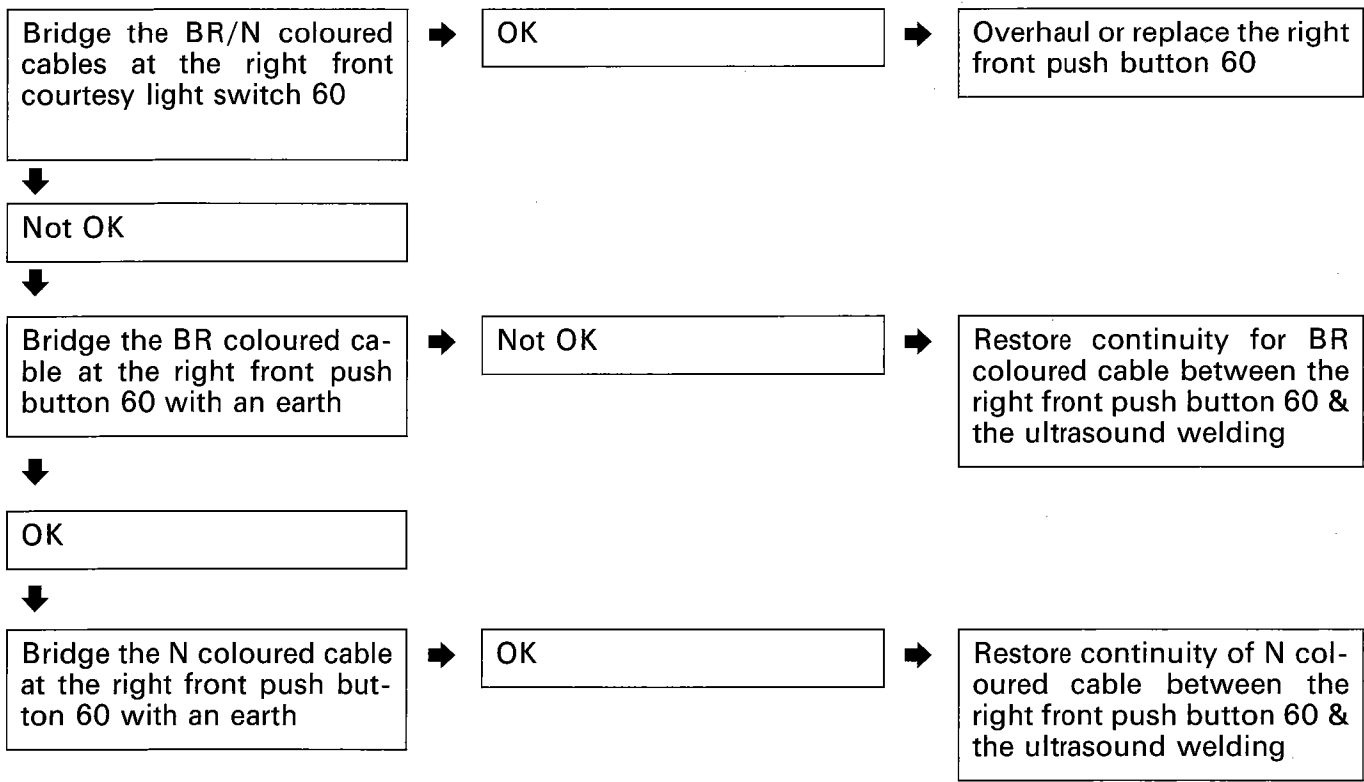 Bridge the BR/N coloured
cables at the right front
courtesy light switch 60
OK
Overhaul or replace the right
front push button 60
Not OK
Bridge the BR coloured ca-
ble at the right front push
button 60 with an earth
Not OK
Restore continuity for BR
coloured cable between the
right front push button 60 &
the ultrasound welding
OK
Bridge the N coloured cable
at the right front push but-
ton 60 with an earth
OK
Restore continuity of N col-
oured cable between the
right front push button 60 &
the ultrasound welding